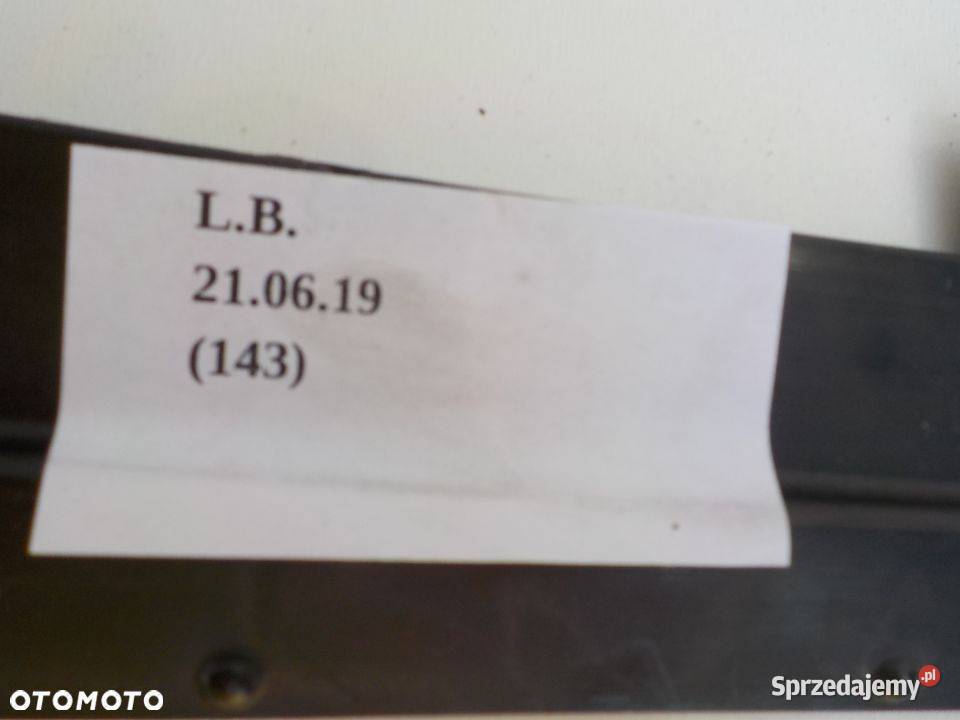 L.B.
21.06.19
(143)
OTOMOTO
Sprzedajemy.pl